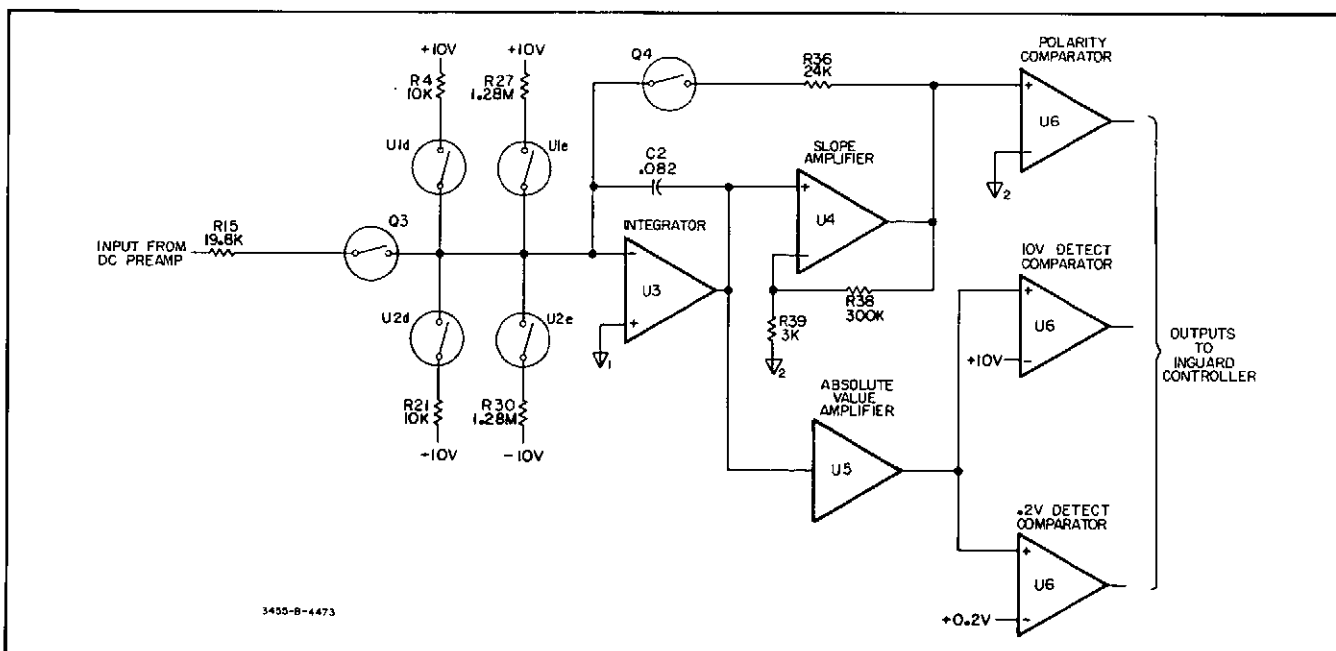 +10V
R4
10K
U1d
+10V
R27
1.28M
U1e
Q4
R36
24K
POLARITY
COMPARATOR
+
U6
-
2
C2
.082
SLOPE
AMPLIFIER
+
U4
-
INPUT FROM
DC PREAMP
R15
19.8K
Q3
INTEGRATOR
-
U3
+
1
R38
300K
R39
3K
2
10V DETECT
COMPARATOR
+
U6
+10V
-
OUTPUTS
TO
INGUARD
CONTROLLER
U2d
R21
10K
-10V
U2e
R30
1.28M
-10V
ABSOLUTE
VALUE
AMPLIFIER
U5
.2V DETECT
COMPARATOR
+
U6
+0.2V
-
3455-B-4473